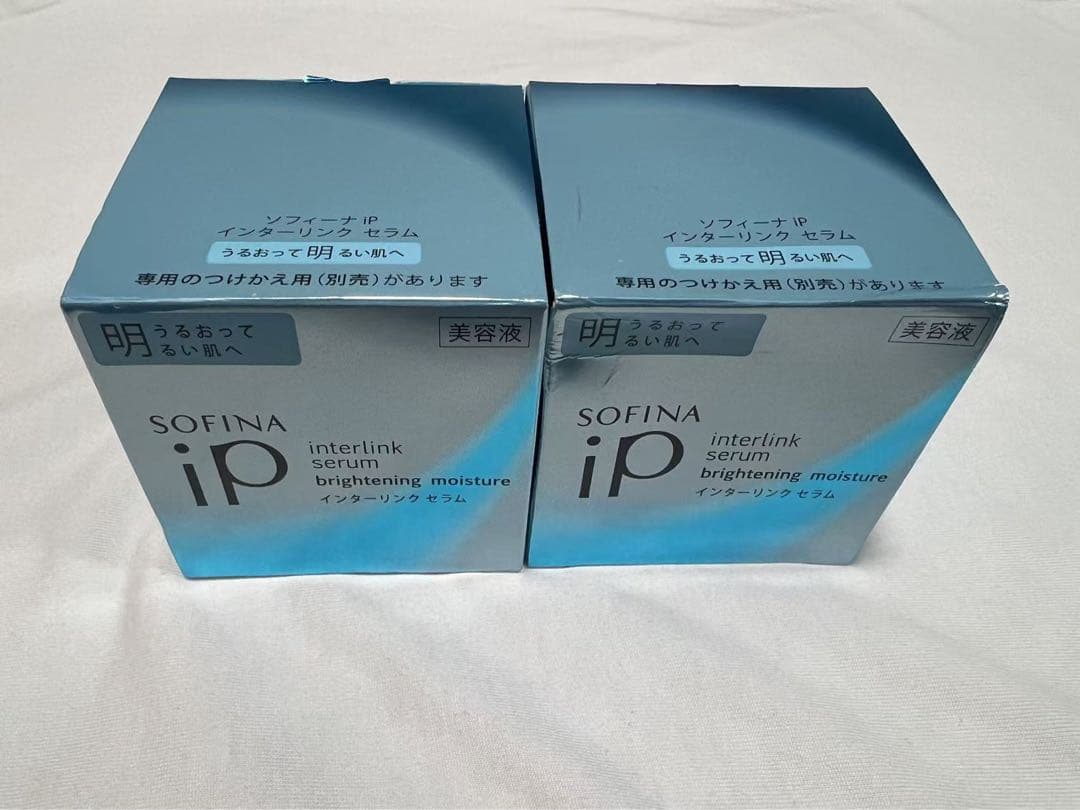 ソフィーナ iP
インターリンク セラム
うるおって明るい肌へ
専用のつけかえ用(別売)があります
明うるおって
るい肌へ
美容液
SOFINA
iP
interlink
serum
brightening moisture
インターリンク セラム
ソフィーナ iP
インターリンク セラム
うるおって明るい肌へ
専用のつけかえ用(別売)があります
明うるおって
るい肌へ
美容液
SOFINA
iP
interlink
serum
brightening moisture
インターリンク セラム